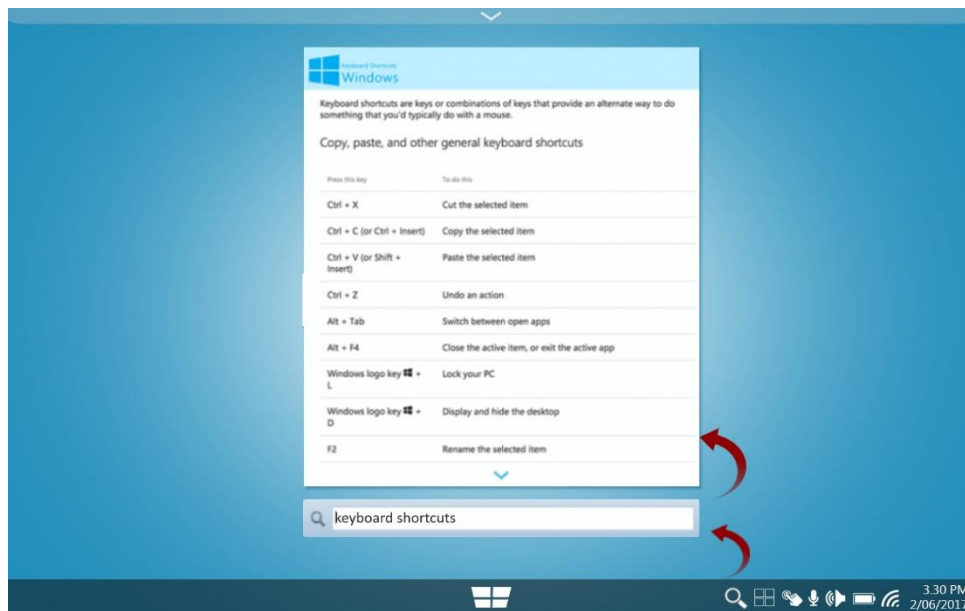 Keyboard Shortcuts
Windows
Keyboard shortcuts are keys or combinations of keys that provide an alternate way to do
something that you'd typically do with a mouse.
Copy, paste, and other general keyboard shortcuts
Press this key To do this
Ctrl + X Cut the selected item
Ctrl + C (or Ctrl + Insert) Copy the selected item
Ctrl + V (or Shift + Paste the selected item
Insert)
Ctrl + Z Undo an action
Alt + Tab Switch between open apps
Alt + F4 Close the active item, or exit the active app
Windows logo key + Lock your PC
L
Windows logo key + Display and hide the desktop
D
F2 Rename the selected item
keyboard shortcuts
3.30 PM
2/06/2017